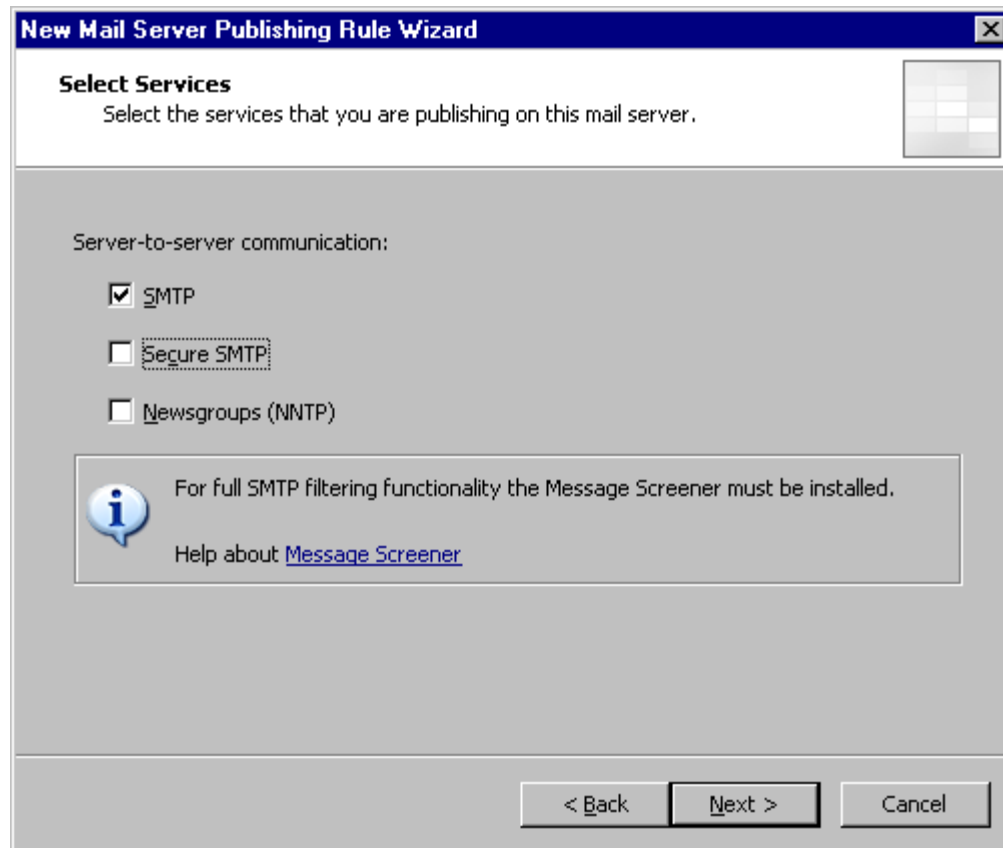 New Mail Server Publishing Rule Wizard
Select Services
Select the services that you are publishing on this mail server.
Server-to-server communication:
SMTP
Secure SMTP
Newsgroups (NNTP)
For full SMTP filtering functionality the Message Screener must be installed.
Help about Message Screener
< Back Next > Cancel